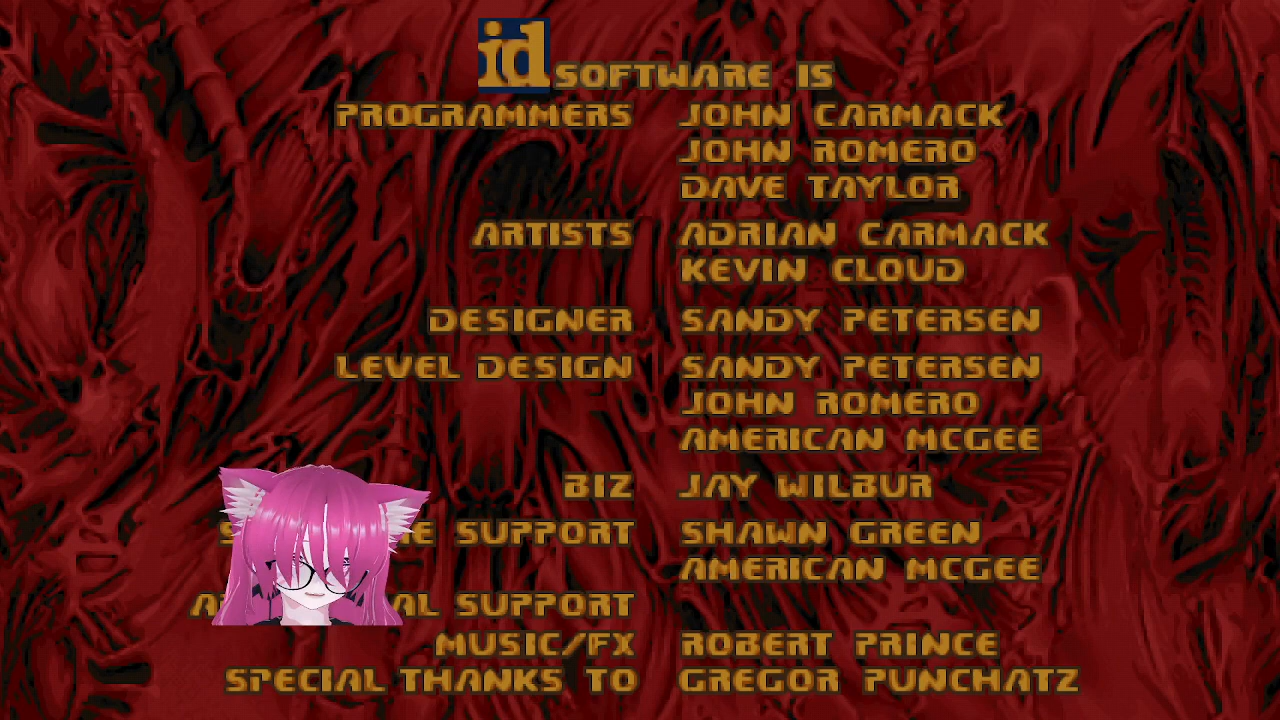 id SOFTWARE IS
PROGRAMMERS JOHN CARMACK
JOHN ROMERO
DAVE TAYLOR
ARTISTS ADRIAN CARMACK
KEVIN CLOUD
DESIGNER SANDY PETERSEN
LEVEL DESIGN SANDY PETERSEN
JOHN ROMERO
AMERICAN MCGEE
BIZ JAY WILBUR
SUPPORT SHAWN GREEN
AMERICAN MCGEE
SUPPORT
MUSIC/FX ROBERT PRINCE
SPECIAL THANKS TO GREGOR PUNCHATZ